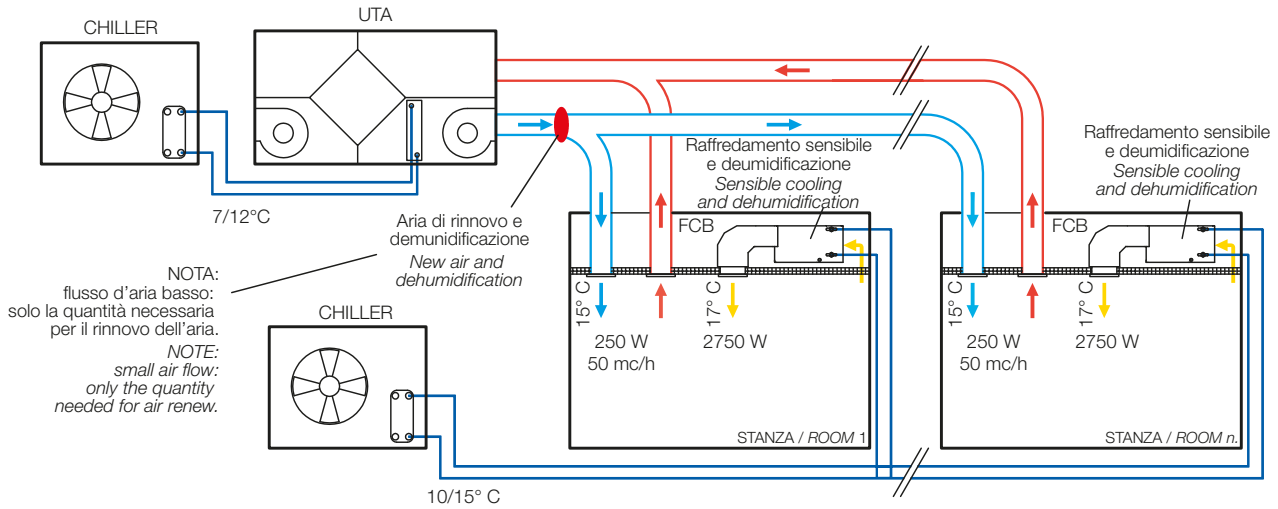 CHILLER
UTA
7/12°C
Aria di rinnovo e
demunidificazione
New air and
dehumidification
NOTA:
flusso d'aria basso:
solo la quantità necessaria
per il rinnovo dell'aria.
NOTE:
small air flow:
only the quantity
needed for air renew.
CHILLER
10/15° C
Raffredamento sensibile
e deumidificazione
Sensible cooling
and dehumidification
FCB
15° C
17° C
250 W
50 mc/h
2750 W
STANZA / ROOM 1
Raffredamento sensibile
e deumidificazione
Sensible cooling
and dehumidification
FCB
15° C
17° C
250 W
50 mc/h
2750 W
STANZA / ROOM n.